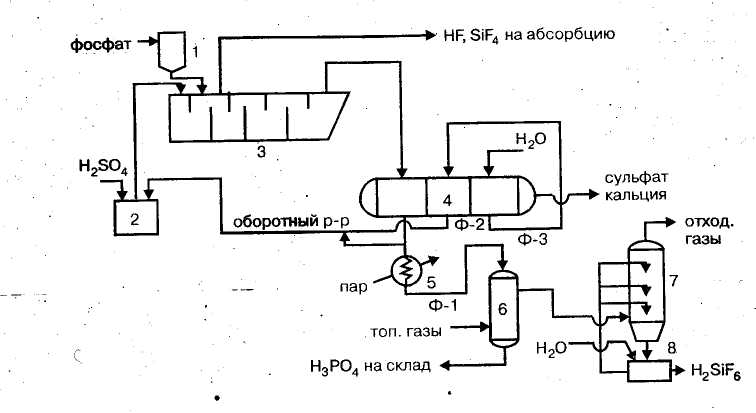 фосфат
1
HF, SiF4 на абсорбцию
3
H2SO4
2
H2O
4
сульфат
кальция
оборотный р-р
Ф-2
Ф-3
отход.
газы
пар
5
Ф-1
6
7
топ. газы
H2O
8
H3PO4 на склад
H2SiF6